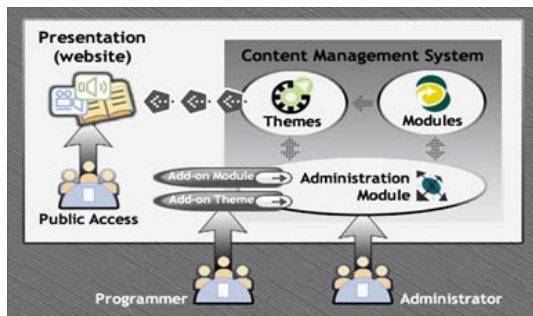 Presentation
(website)
Content Management System
Themes
Modules
Add-on Module
Add-on Theme
Administration
Module
Public Access
Programmer
Administrator